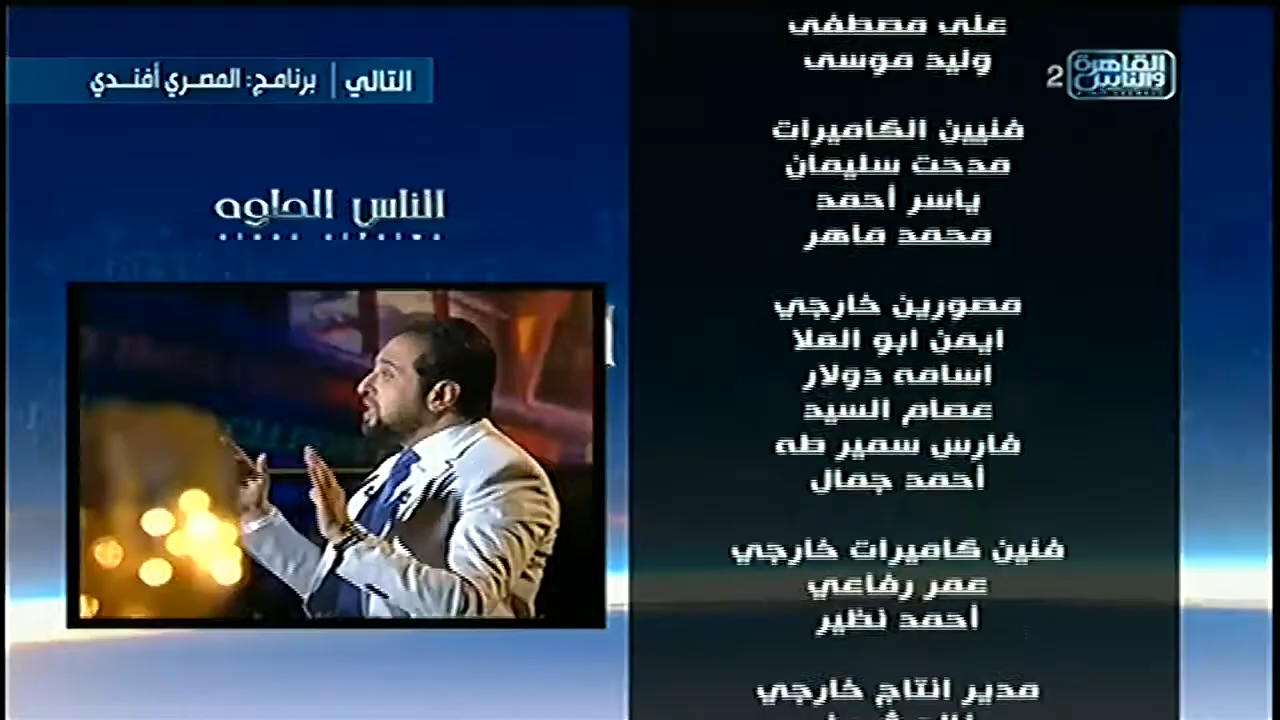 علي مصطفى
وليد موسى
القاهرة
والناس
2
التالي | برنامج: المصري أفندي
فنيين الكاميرات
مدحت سليمان
ياسر أحمد
محمد ماهر
الناس الحلوه
مصورين خارجي
ايمن ابو العلا
اسامه دولار
عصام السيد
فارس سمير طه
أحمد جمال
فنين كاميرات خارجي
عمر رفاعي
أحمد نظير
مدير انتاج خارجي